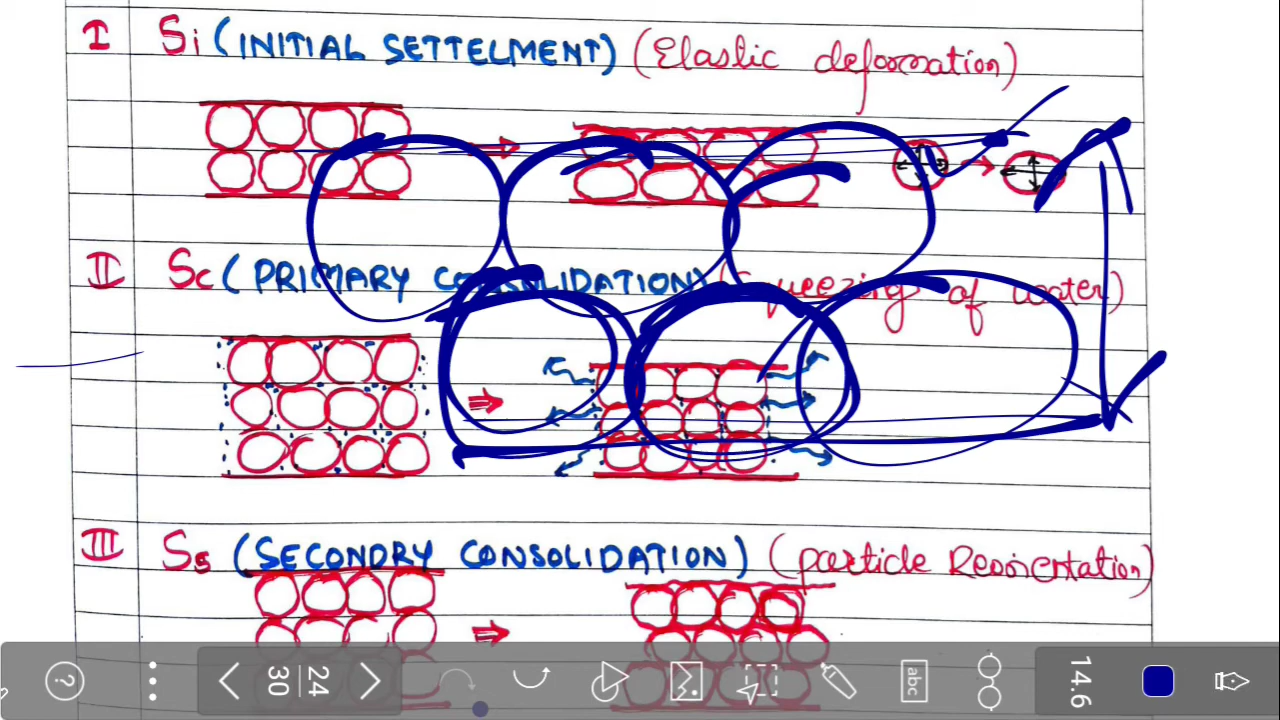 I Si (INITIAL SETTELMENT) (Elastic deformation)
II Sc (PRIMARY CONSOLIDATION) (Squeezing of water)
III Ss (SECONDRY CONSOLIDATION) (particle Reorientation)
?
30 24
abc
14.6